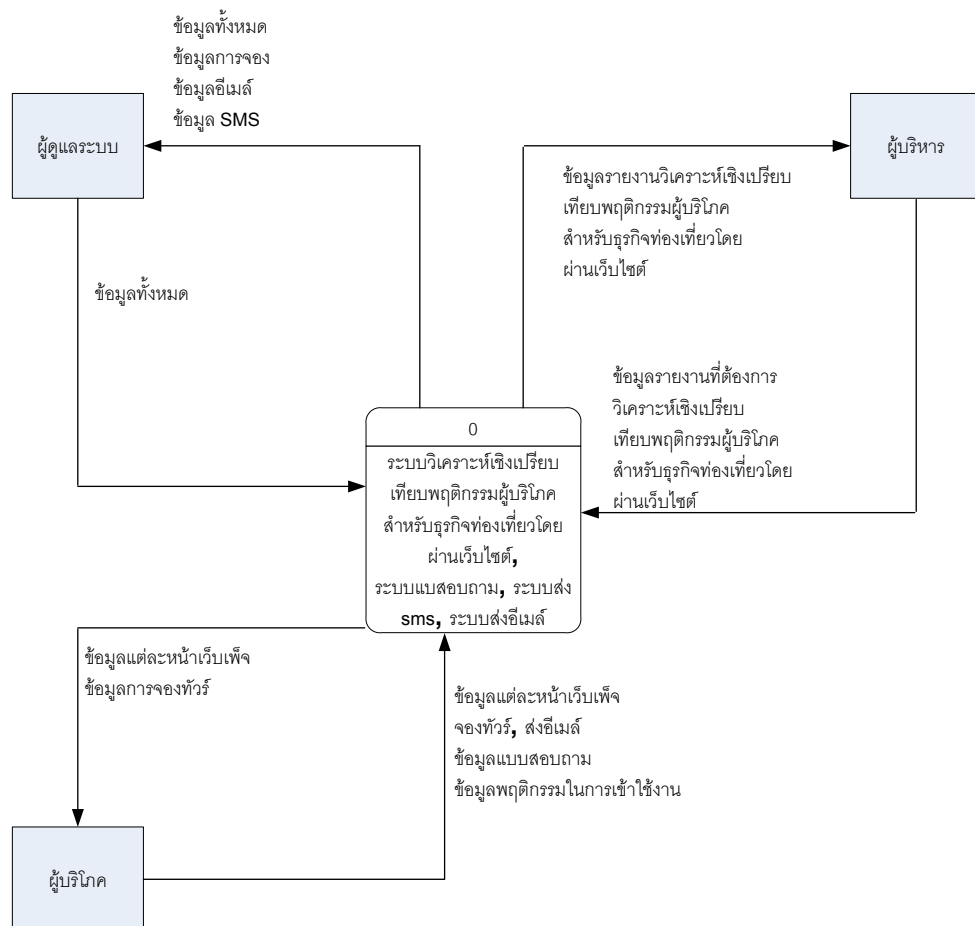 ข้อมูลทั้งหมด
ข้อมูลการจอง
ข้อมูลอีเมล์
ข้อมูล SMS
ผู้ดูแลระบบ
ผู้บริหาร
ข้อมูลรายงานวิเคราะห์เชิงเปรียบ
เทียบพฤติกรรมผู้บริโภค
สำหรับธุรกิจท่องเที่ยวโดย
ผ่านเว็บไซต์
ข้อมูลทั้งหมด
ข้อมูลรายงานที่ต้องการ
วิเคราะห์เชิงเปรียบ
เทียบพฤติกรรมผู้บริโภค
สำหรับธุรกิจท่องเที่ยวโดย
ผ่านเว็บไซต์
0
ระบบวิเคราะห์เชิงเปรียบ
เทียบพฤติกรรมผู้บริโภค
สำหรับธุรกิจท่องเที่ยวโดย
ผ่านเว็บไซต์,
ระบบแบสอบถาม, ระบบส่ง
sms, ระบบส่งอีเมล์
ข้อมูลแต่ละหน้าเว็บเพ็จ
ข้อมูลการจองทัวร์
ข้อมูลแต่ละหน้าเว็บเพ็จ
จองทัวร์, ส่งอีเมล์
ข้อมูลแบบสอบถาม
ข้อมูลพฤติกรรมในการเข้าใช้งาน
ผู้บริโภค